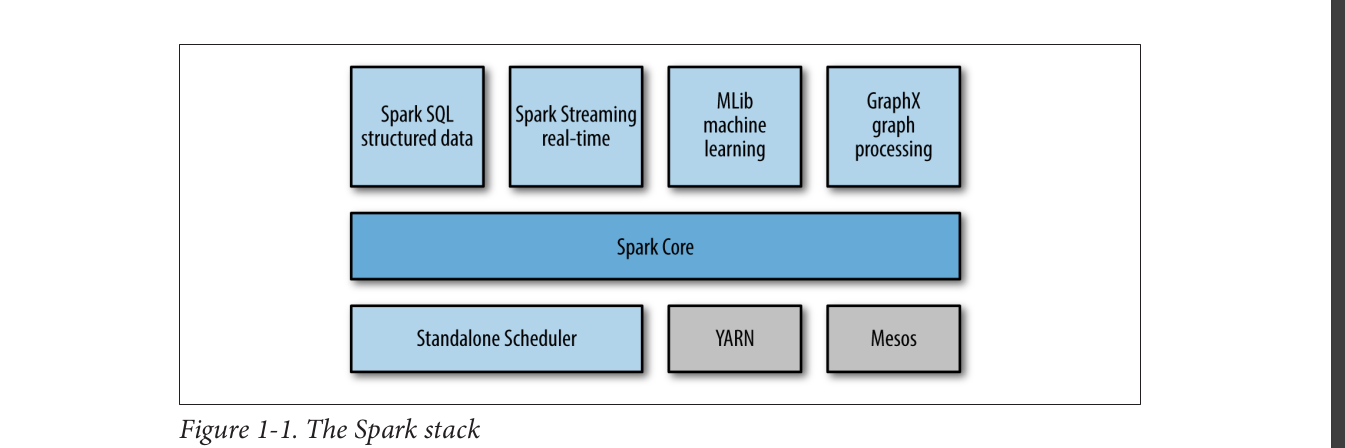 Spark SQL
structured data
Spark Streaming
real-time
MLib
machine
learning
GraphX
graph
processing
Spark Core
Standalone Scheduler
YARN
Mesos
Figure 1-1. The Spark stack